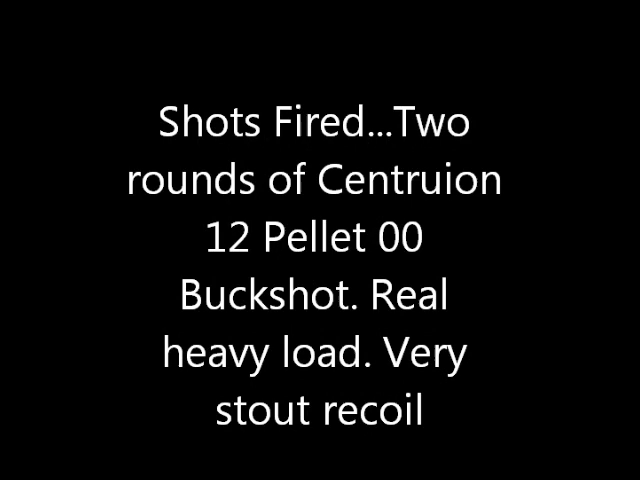 Shots Fired...Two
rounds of Centruion
12 Pellet 00
Buckshot. Real
heavy load. Very
stout recoil